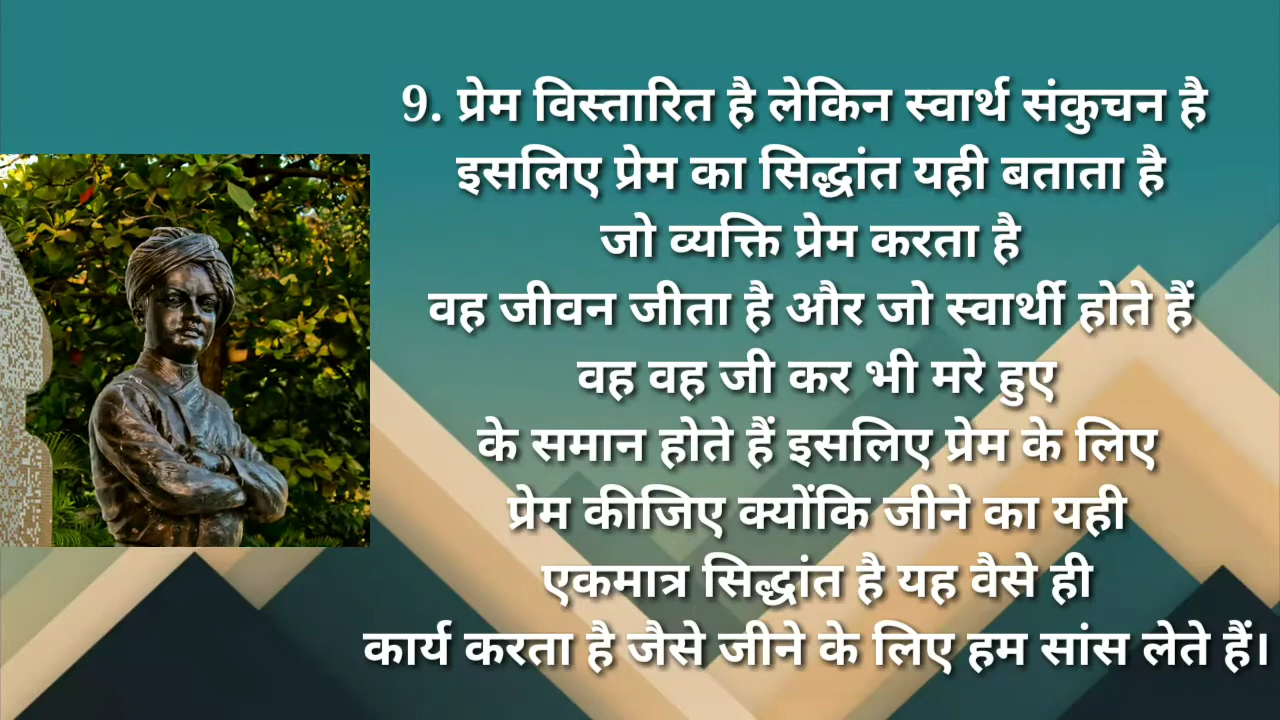 9. प्रेम विस्तारित है लेकिन स्वार्थ संकुचन है
इसलिए प्रेम का सिद्धांत यही बताता है
जो व्यक्ति प्रेम करता है
वह जीवन जीता है और जो स्वार्थी होते हैं
वह वह जी कर भी मरे हुए
के समान होते हैं इसलिए प्रेम के लिए
प्रेम कीजिए क्योंकि जीने का यही
एकमात्र सिद्धांत है यह वैसे ही
कार्य करता है जैसे जीने के लिए हम सांस लेते हैं।